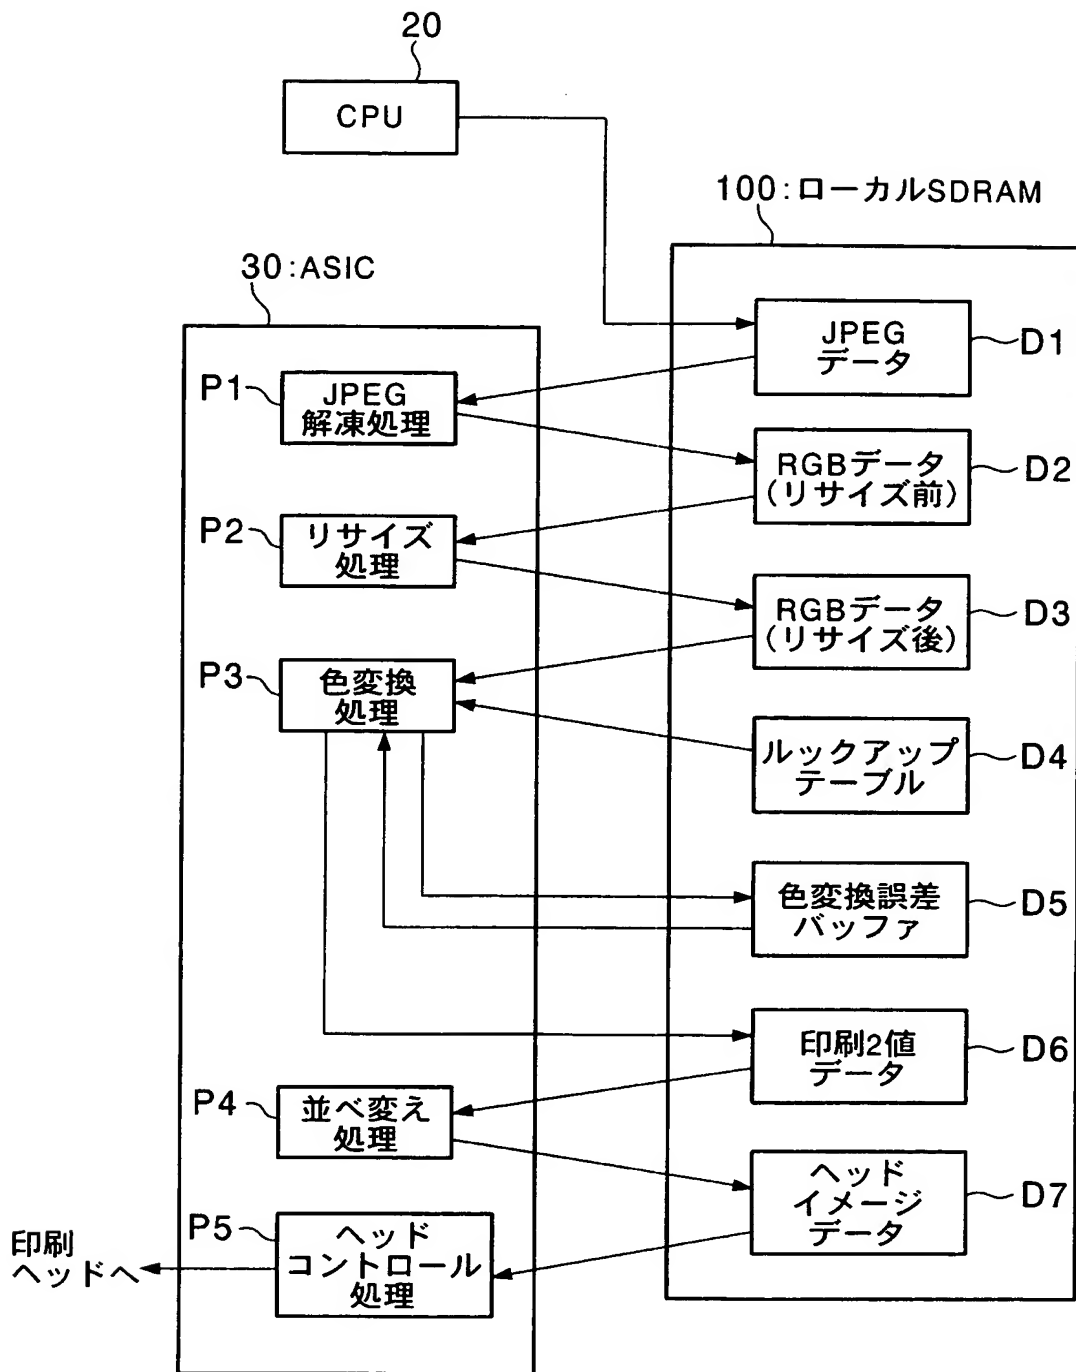 20
CPU
100:ローカルSDRAM
30:ASIC
JPEG
データ
D1
P1
JPEG
解凍処理
RGBデータ
(リサイズ前)
D2
P2
リサイズ
処理
RGBデータ
(リサイズ後)
D3
P3
色変換
処理
ルックアップ
テーブル
D4
色変換誤差
バッファ
D5
印刷2値
データ
D6
P4
並べ変え
処理
ヘッド
イメージ
データ
D7
P5
ヘッド
コントロール
処理
印刷
ヘッドへ